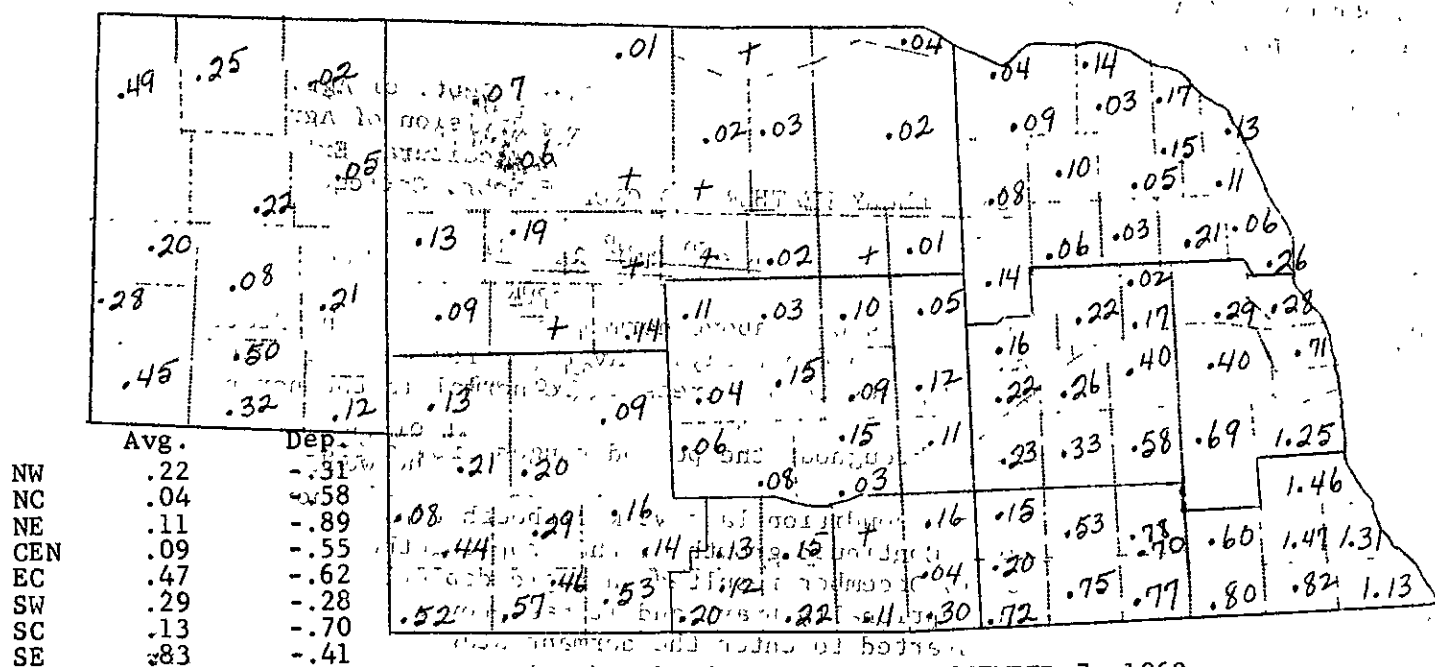 .01 + .04
.49 .25 .02 .07 .04 .14
.02 .03 .02 .09 .03 .17 .13
.05 .06 + + .10 .15
.22 .08 .05 .11
.20 .13 .19 + + .02 + .01 .06 .03 .21 .06
.28 .08 .21 .14 .02 .26
.09 + .14 .11 .03 .10 .05 .22 .17 .29 .28
.45 .50 .16 .40 .40 .71
.32 .12 .13 .09 .04 .15 .09 .12 .22 .26
.21 .20 .06 .15 .11 .23 .33 .58 .69 1.25
.08 .03 1.46
.08 .29 .16 + .16 .15 .53 .78
.44 .14 .13 .15 .70 .60 1.47 1.31
.46 .53 .12 .04 .20
.52 .57 .20 .22 .11 .30 .72 .75 .77 .80 .82 1.13
Avg. Dep.
NW .22 -.31
NC .04 -.58
NE .11 -.89
CEN .09 -.55
EC .47 -.62
SW .29 -.28
SC .13 -.70
SE .83 -.41